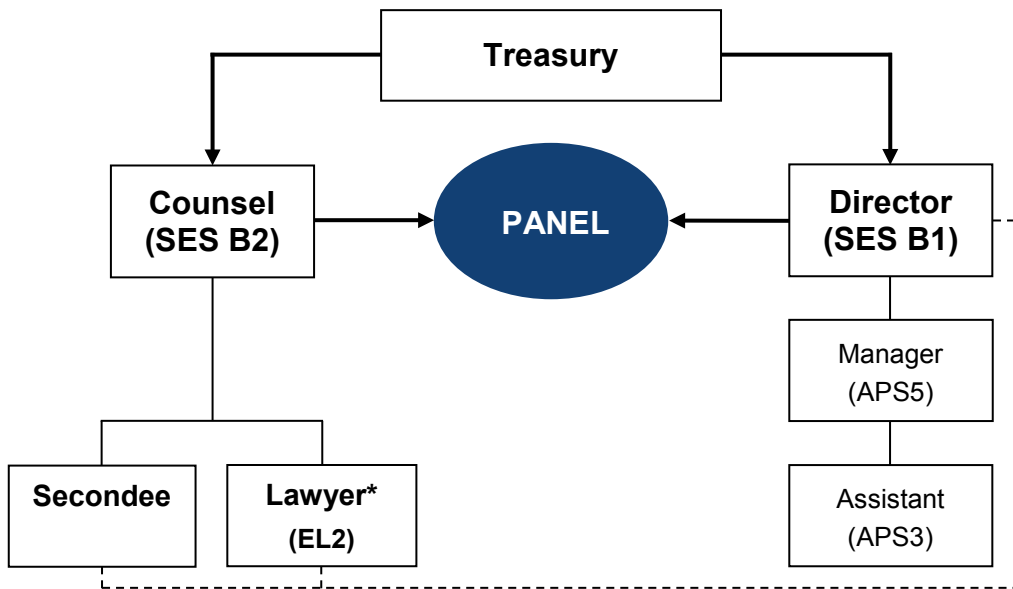 Treasury
Counsel
(SES B2)
PANEL
Director
(SES B1)
Manager
(APS5)
Secondee
Lawyer*
(EL2)
Assistant
(APS3)